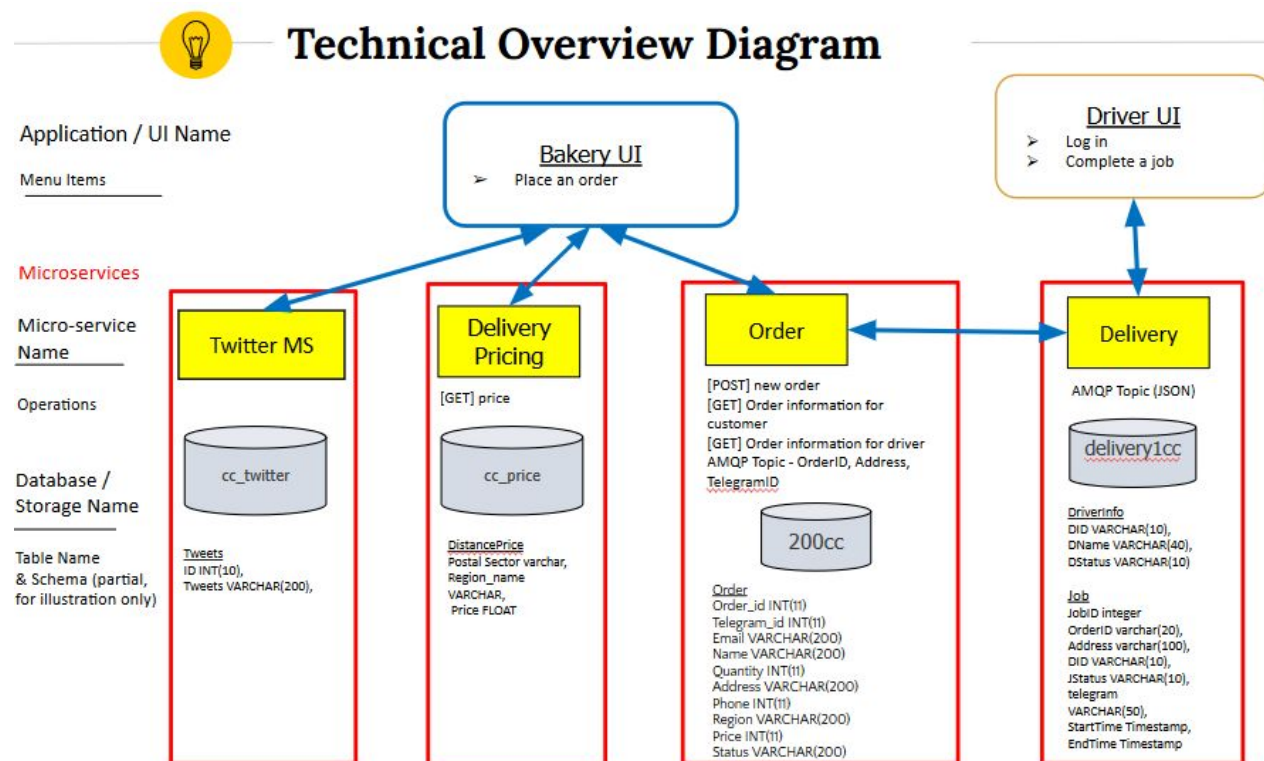 Technical Overview Diagram
Application / UI Name
Menu Items
Bakery UI
➢ Place an order
Driver UI
➢ Log in
➢ Complete a job
Microservices
Micro-service
Name
Operations
Database /
Storage Name
Table Name
& Schema (partial,
for illustration only)
Twitter MS
cc_twitter
Tweets
ID INT(10),
Tweets VARCHAR(200),
Delivery
Pricing
[GET] price
cc_price
DistancePrice
Postal Sector varchar,
Region_name
VARCHAR,
Price FLOAT
Order
[POST] new order
[GET] Order information for
customer
[GET] Order information for driver
AMQP Topic - OrderID, Address,
TelegramID
200cc
Order
Order_id INT(11)
Telegram_id INT(11)
Email VARCHAR(200)
Name VARCHAR(200)
Quantity INT(11)
Address VARCHAR(200)
Phone INT(11)
Region VARCHAR(200)
Price INT(11)
Status VARCHAR(200)
Delivery
AMQP Topic (JSON)
delivery1cc
DriverInfo
DID VARCHAR(10),
DName VARCHAR(40),
DStatus VARCHAR(10)
Job
JobID integer
OrderID varchar(20),
Address varchar(100),
DID VARCHAR(10),
JStatus VARCHAR(10),
telegram
VARCHAR(50),
StartTime Timestamp,
EndTime Timestamp